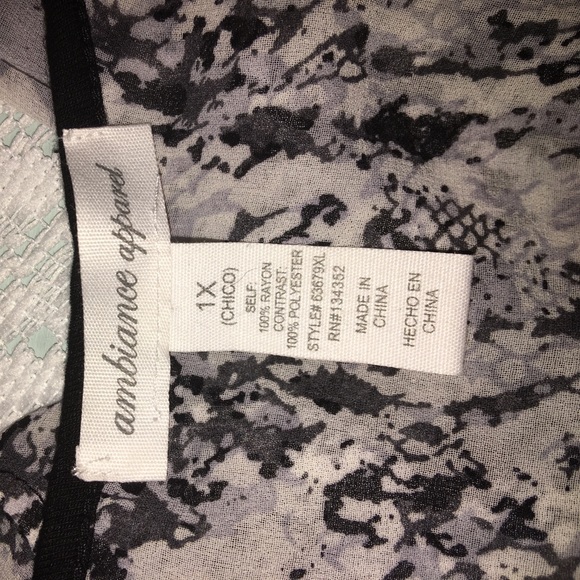 ambiance apparel
1X
(CHICO)
SELF:
100% RAYON
CONTRAST:
100% POLYESTER
STYLE# 63679XL
RN#134352
MADE IN
CHINA
HECHO EN
CHINA